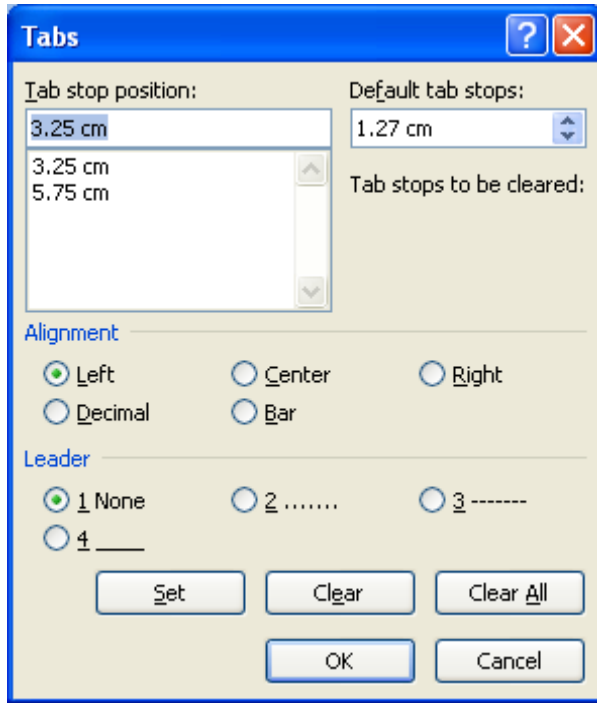 Tabs
Tab stop position:
Default tab stops:
3.25 cm
1.27 cm
3.25 cm
5.75 cm
Tab stops to be cleared:
Alignment
Left
Center
Right
Decimal
Bar
Leader
1 None
2 .......
3 -------
4 ____
Set
Clear
Clear All
OK
Cancel